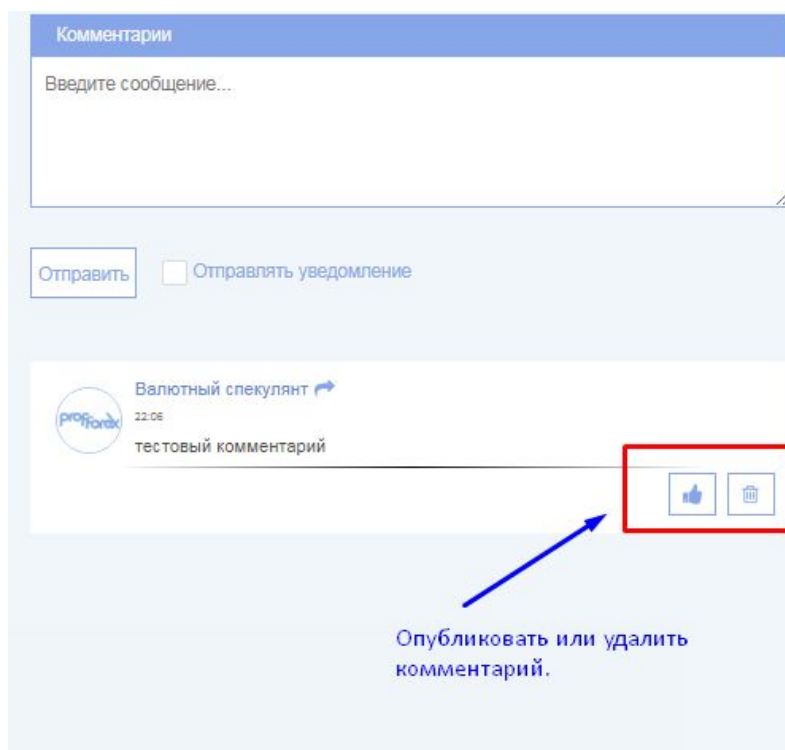 Комментарии
Введите сообщение...
Отправить
Отправлять уведомление
Валютный спекулянт
22:06
тестовый комментарий
Опубликовать или удалить
комментарий.